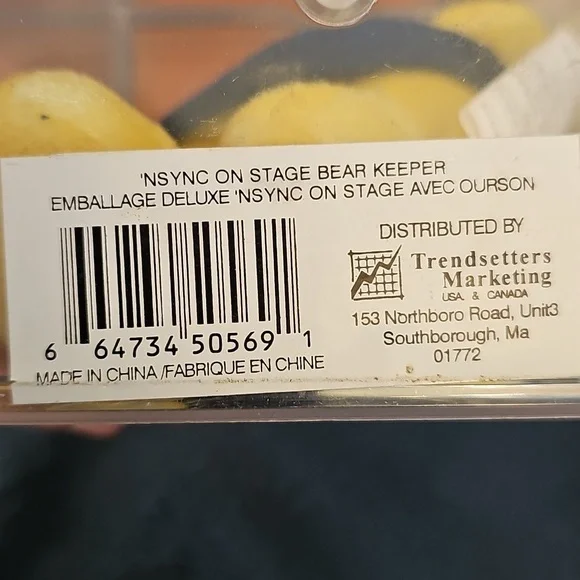 'NSYNC ON STAGE BEAR KEEPER
EMBALLAGE DELUXE 'NSYNC ON STAGE AVEC OURSON
6 64734 50569 1
MADE IN CHINA /FABRIQUE EN CHINE
DISTRIBUTED BY
Trendsetters
Marketing
USA & CANADA
153 Northboro Road, Unit3
Southborough, Ma
01772